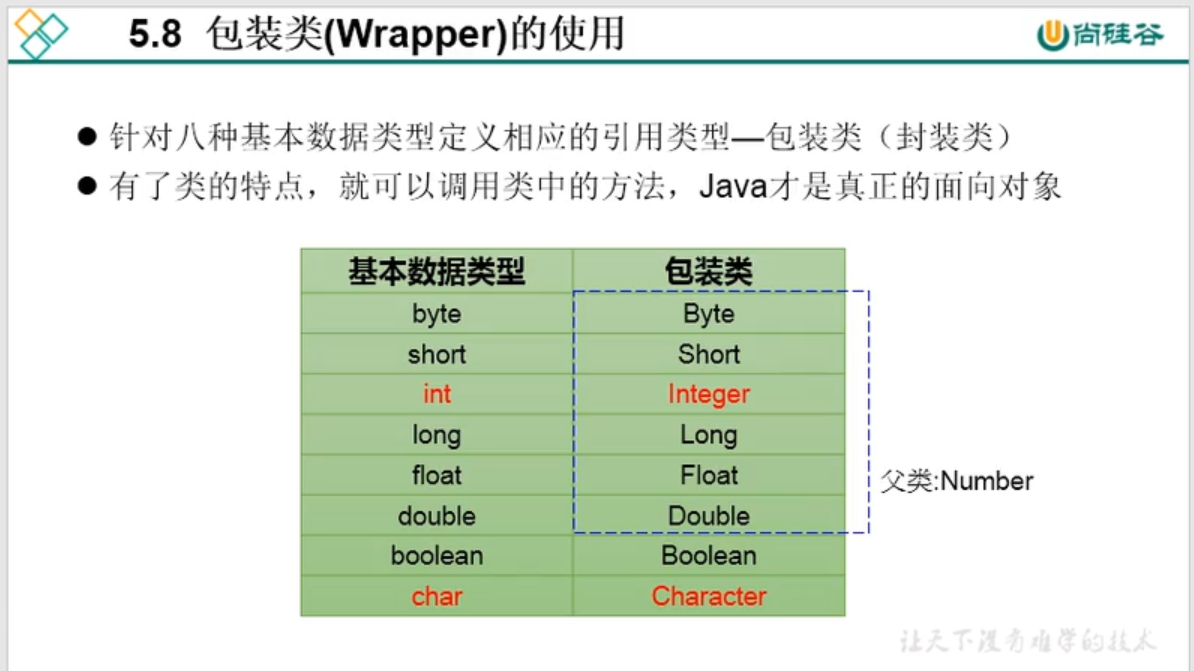 5.8 包装类(Wrapper)的使用
尚硅谷
● 针对八种基本数据类型定义相应的引用类型—包装类（封装类）
● 有了类的特点，就可以调用类中的方法，Java才是真正的面向对象
基本数据类型 包装类
byte Byte
short Short
int Integer
long Long
float Float
父类:Number
double Double
boolean Boolean
char Character
让天下没有难学的技术